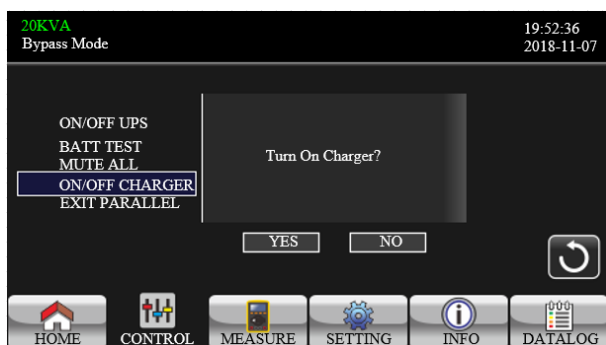 20KVA
Bypass Mode
19:52:36
2018-11-07
ON/OFF UPS
BATT TEST
MUTE ALL
ON/OFF CHARGER
EXIT PARALLEL
Turn On Charger?
YES
NO
HOME
CONTROL
MEASURE
SETTING
INFO
DATALOG